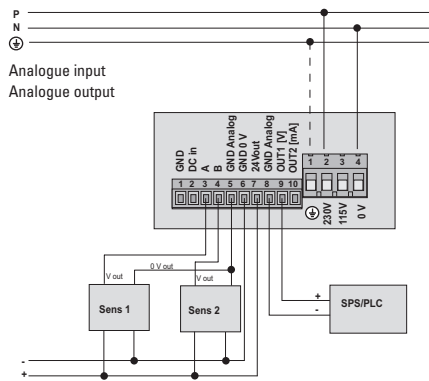 P
N
Analogue input
Analogue output
GND
DC in
A
B
GND Analog
GND 0 V
24Vout
GND Analog
OUT1 [V]
OUT2 [mA]
1 2 3 4 5 6 7 8 9 10
1 2 3 4
230V
115V
0 V
0 V out
V out
V out
Sens 1
Sens 2
+
-
SPS/PLC
-
+